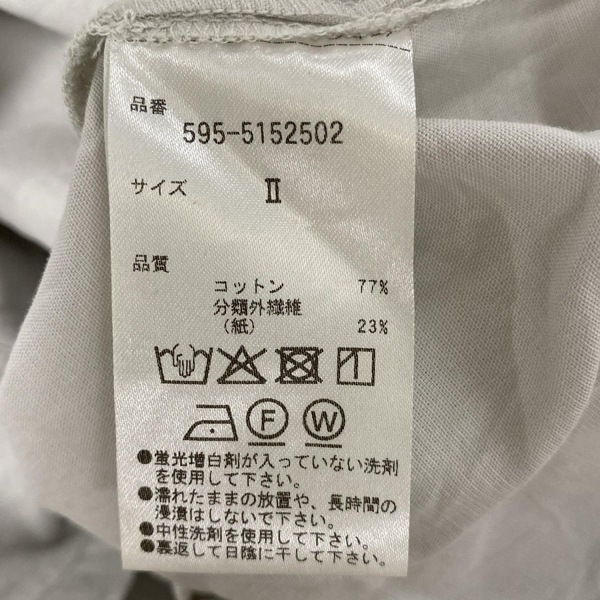 品番
595-5152502
サイズ Ⅱ
品質
コットン 77%
分類外繊維
(紙) 23%
F W
●蛍光増白剤が入っていない洗剤
を使用して下さい。
●濡れたままの放置や、長時間の
浸漬はしないで下さい。
●中性洗剤を使用して下さい。
●裏返して日陰に干して下さい。